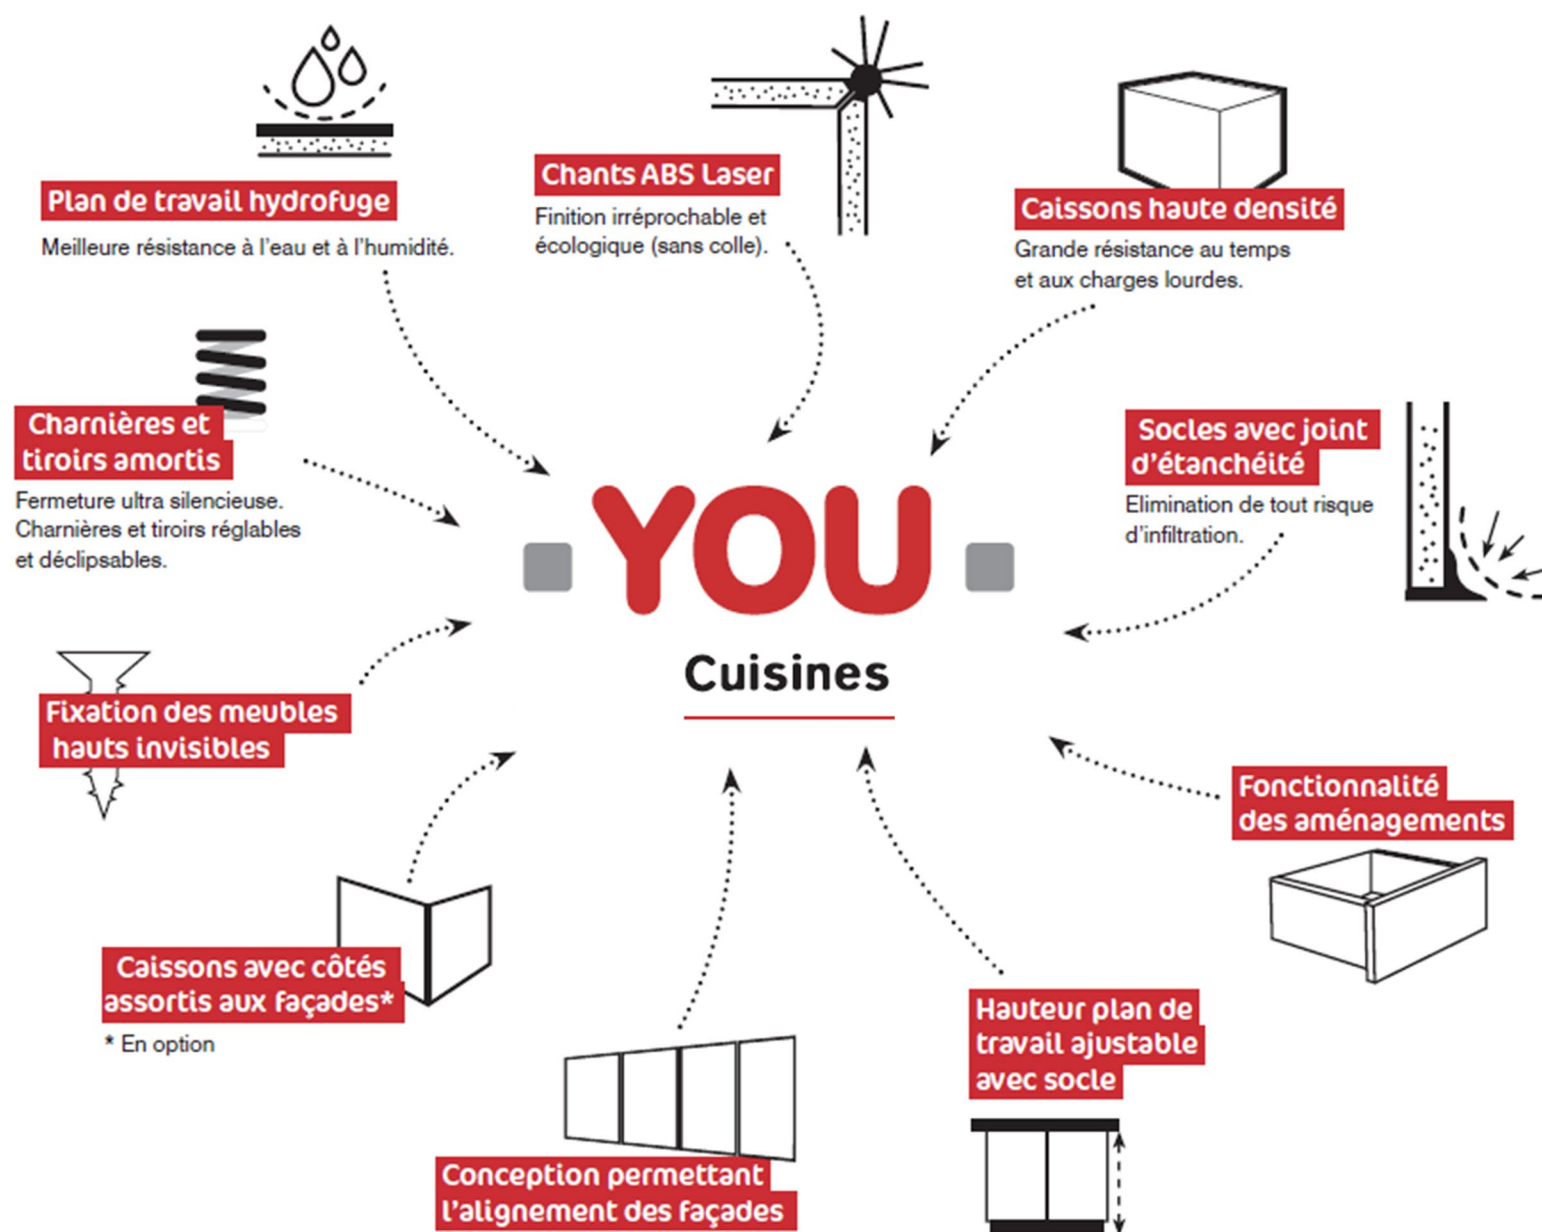 Plan de travail hydrofuge
Meilleure résistance à l'eau et à l'humidité.
Chants ABS Laser
Finition irréprochable et
écologique (sans colle).
Caissons haute densité
Grande résistance au temps
et aux charges lourdes.
Charnières et
tiroirs amortis
Fermeture ultra silencieuse.
Charnières et tiroirs réglables
et déclipsables.
Socles avec joint
d'étanchéité
Elimination de tout risque
d'infiltration.
YOU
Cuisines
Fixation des meubles
hauts invisibles
Fonctionnalité
des aménagements
Caissons avec côtés
assortis aux façades*
* En option
Hauteur plan de
travail ajustable
avec socle
Conception permettant
l'alignement des façades